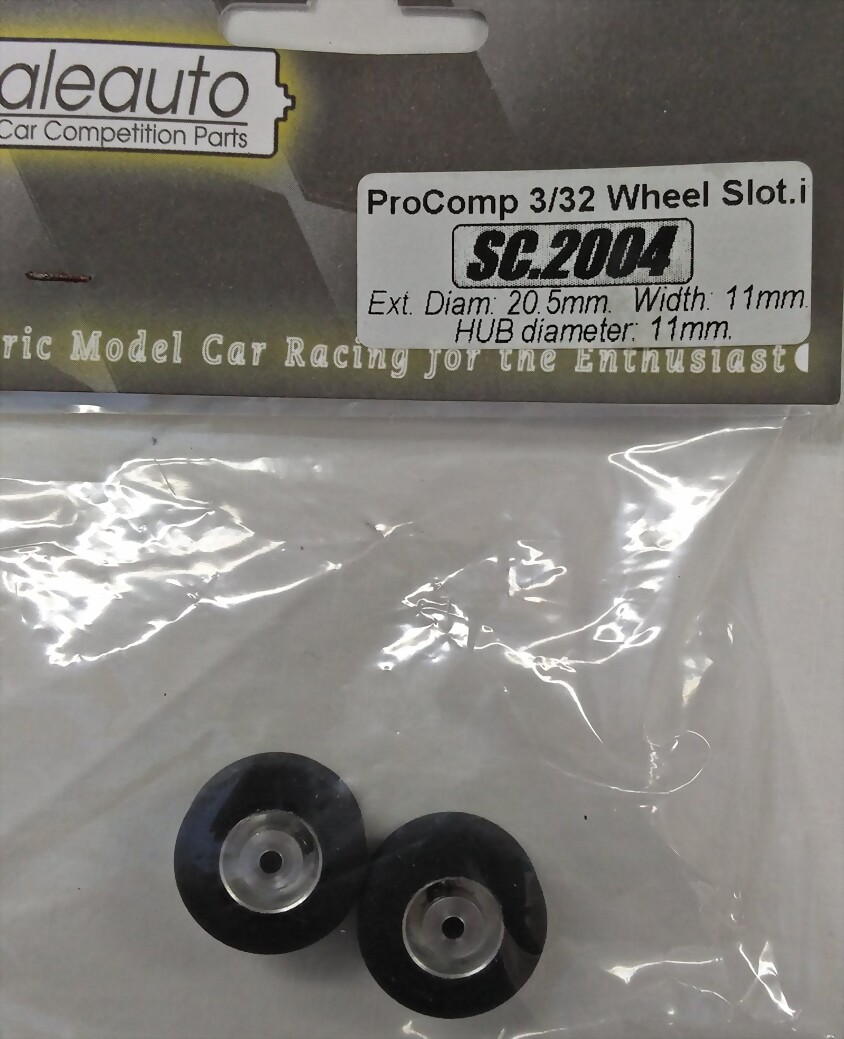 aleauto
Car Competition Parts
ProComp 3/32 Wheel Slot.i
SC.2004
Ext. Diam: 20.5mm. Width: 11mm.
HUB diameter: 11mm.
ric Model Car Racing for the Enthusiast